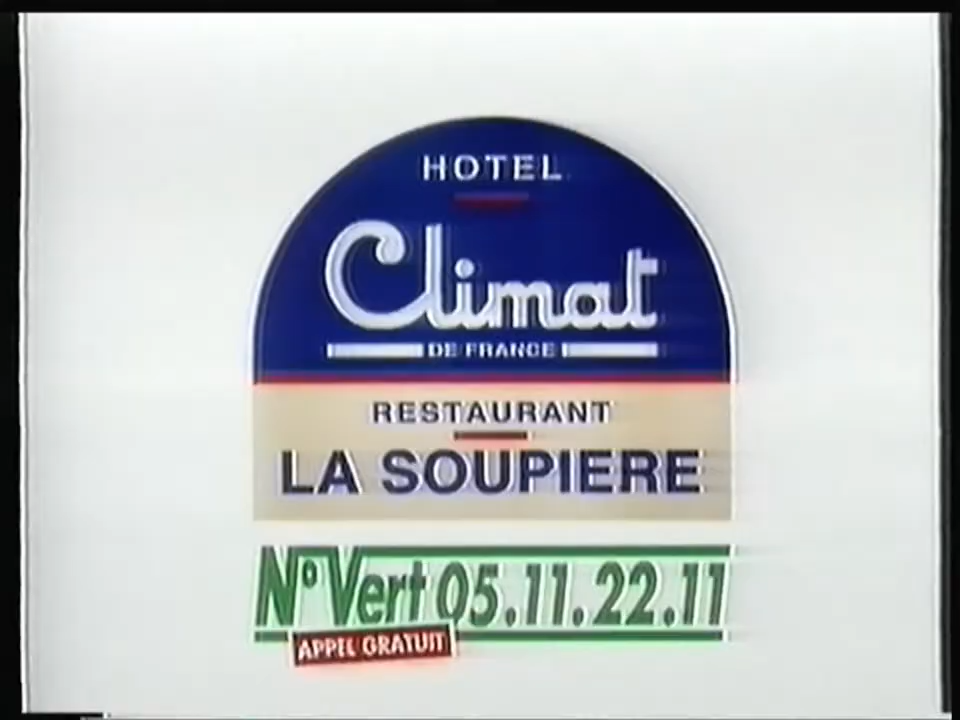 HOTEL
Climat
DE FRANCE
RESTAURANT
LA SOUPIERE
N° Vert 05.11.22.11
APPEL GRATUIT